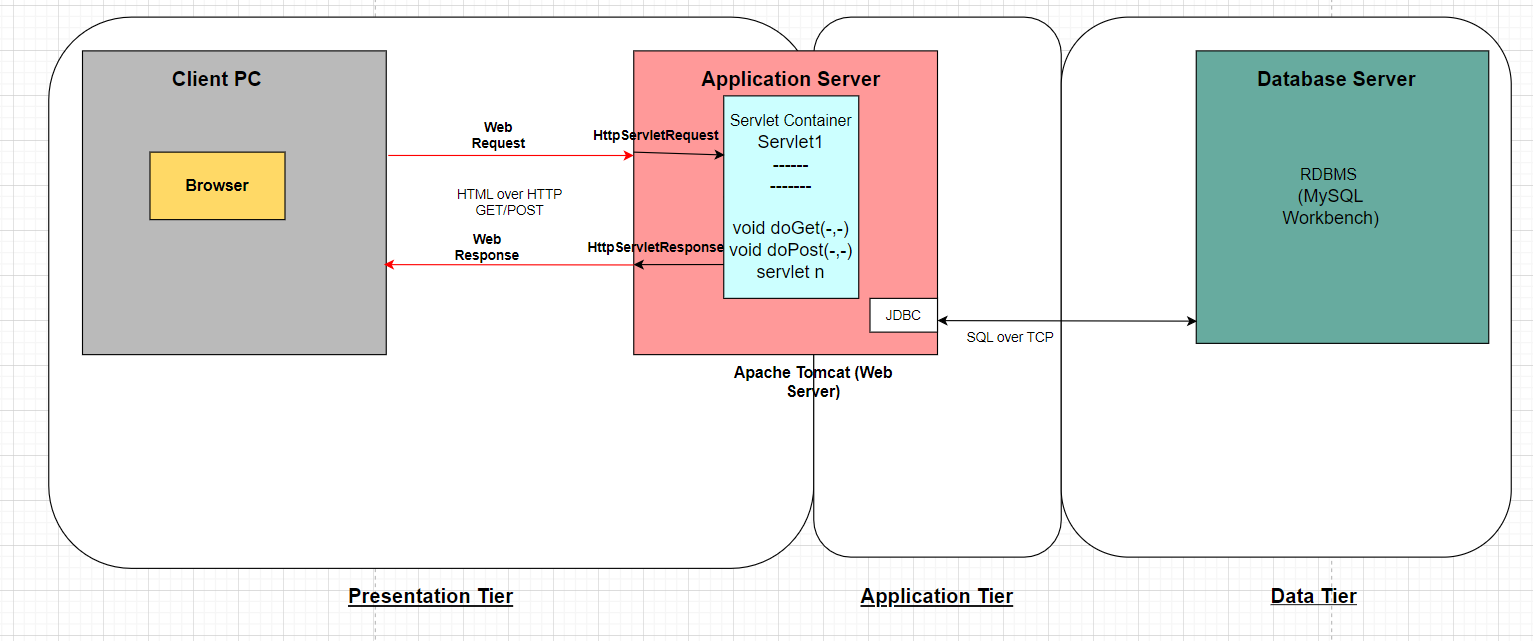 Client PC
Browser
Web
Request
HTML over HTTP
GET/POST
Web
Response
HttpServletRequest
HttpServletResponse
Application Server
Servlet Container
Servlet1
------
-------
void doGet(-,-)
void doPost(-,-)
servlet n
JDBC
Apache Tomcat (Web
Server)
SQL over TCP
Database Server
RDBMS
(MySQL
Workbench)
Presentation Tier
Application Tier
Data Tier